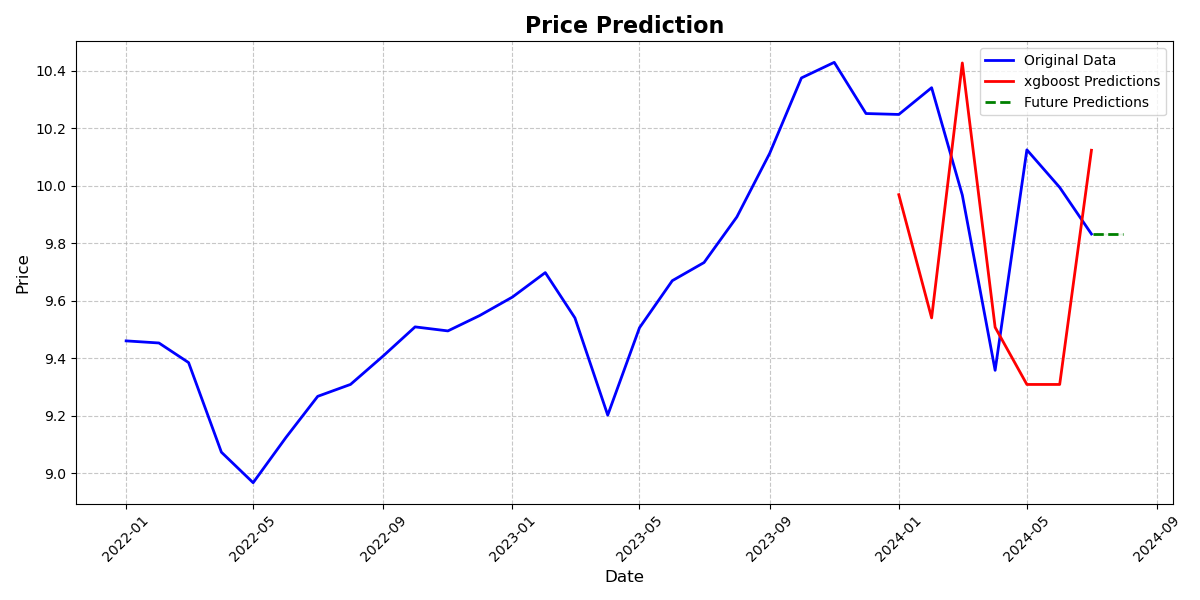 Price Prediction
Original Data
xgboost Predictions
Future Predictions
Price
10.4
10.2
10.0
9.8
9.6
9.4
9.2
9.0
2022-01
2022-05
2022-09
2023-01
2023-05
2023-09
2024-01
2024-05
2024-09
Date